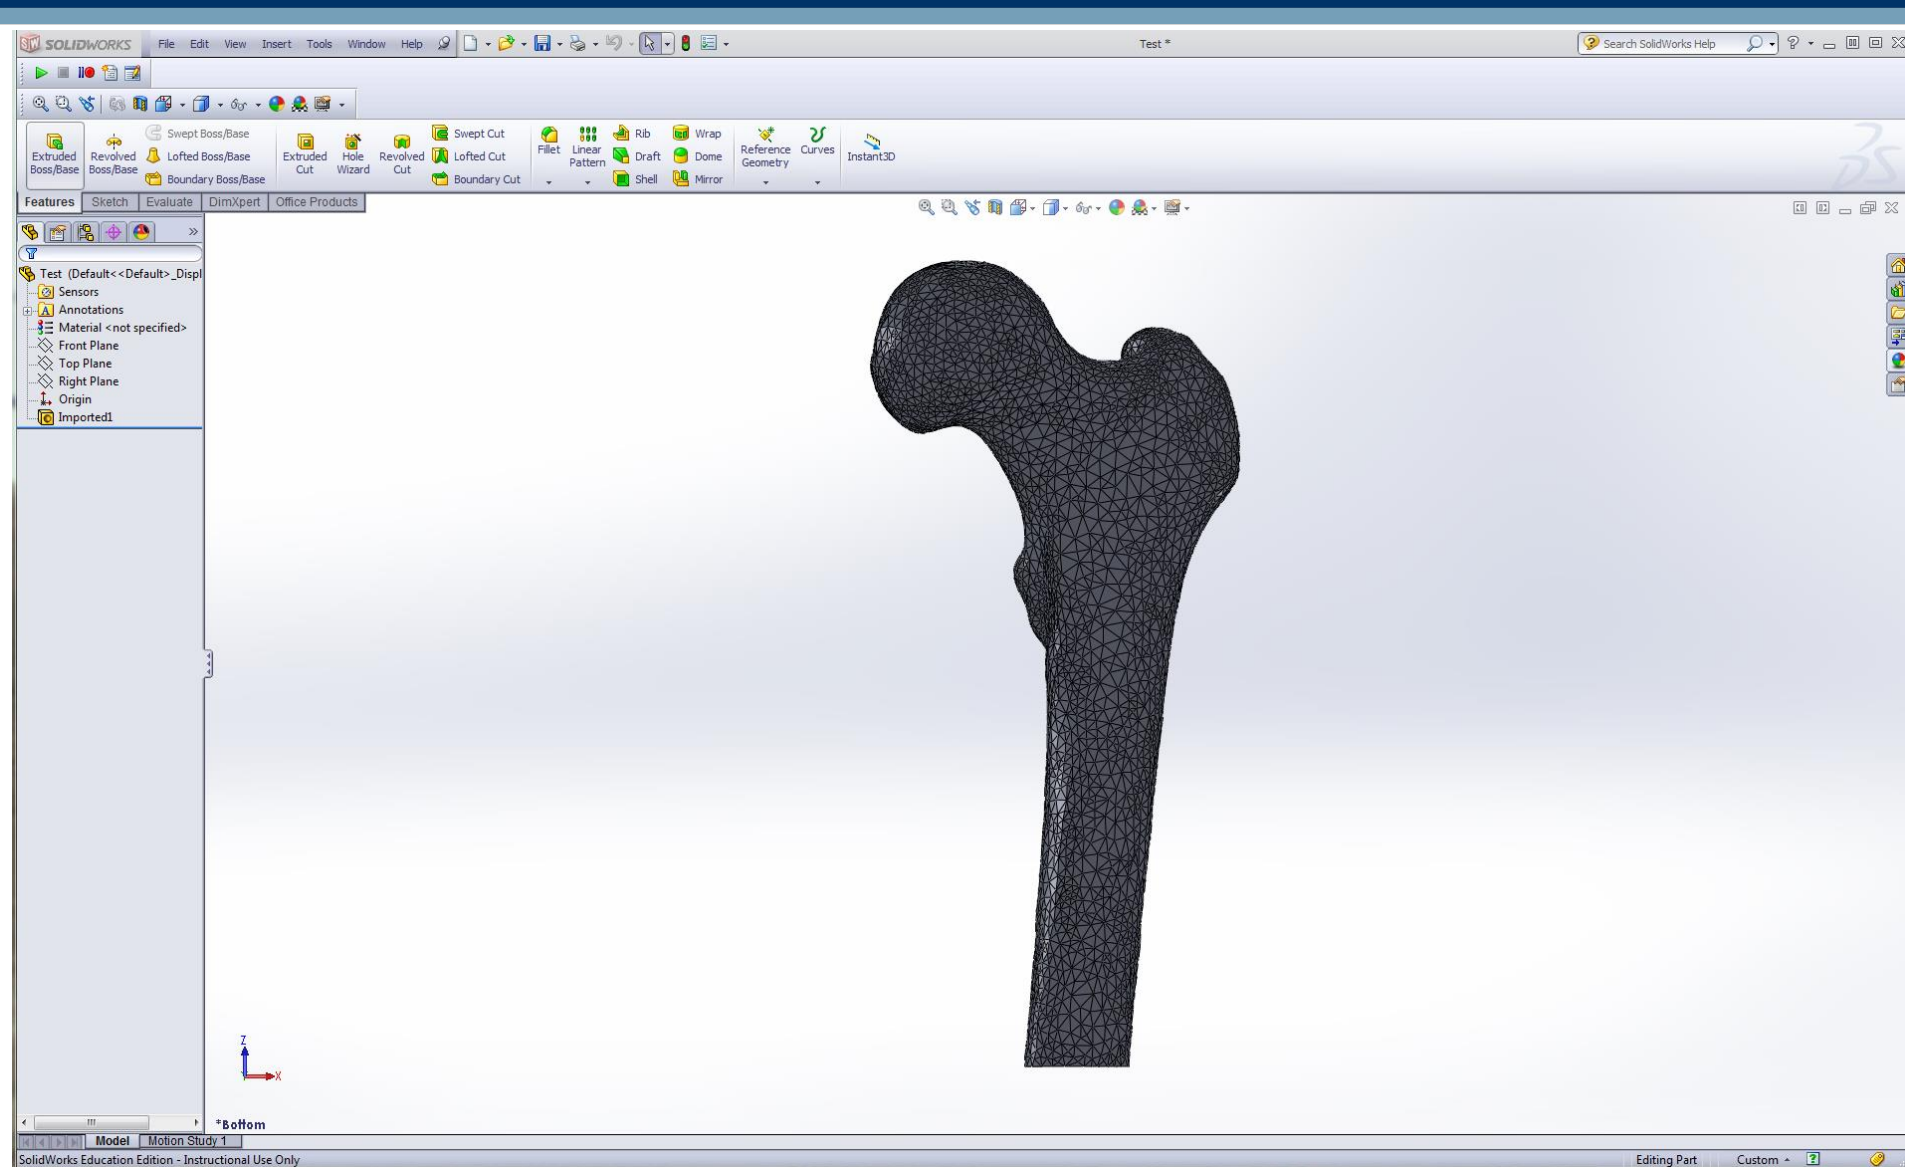 SOLIDWORKS File Edit View Insert Tools Window Help Test * Search SolidWorks Help
Extruded Boss/Base
Revolved Boss/Base
Swept Boss/Base
Lofted Boss/Base
Boundary Boss/Base
Extruded Cut
Hole Wizard
Revolved Cut
Swept Cut
Lofted Cut
Boundary Cut
Fillet
Linear Pattern
Rib
Draft
Shell
Wrap
Dome
Mirror
Reference Geometry
Curves
Instant3D
Features Sketch Evaluate DimXpert Office Products
Test (Default<<Default>_Displ
Sensors
Annotations
Material <not specified>
Front Plane
Top Plane
Right Plane
Origin
Imported1
Z
X
*Bottom
Model Motion Study 1
SolidWorks Education Edition - Instructional Use Only Editing Part Custom